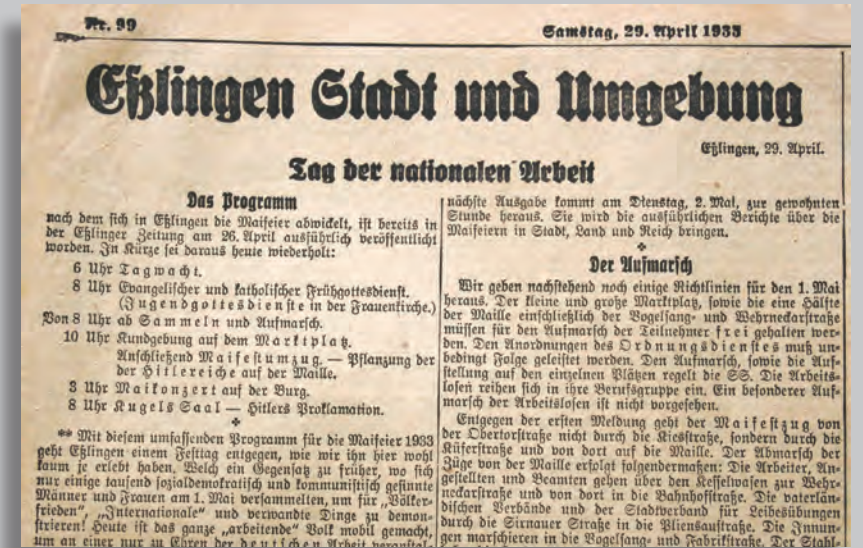 Nr. 99
Samstag, 29. April 1933
Eßlingen Stadt und Umgebung
Eßlingen, 29. April.
Tag der nationalen Arbeit
Das Programm
nach dem sich in Eßlingen die Maifeier abwickelt, ist bereits in
der Eßlinger Zeitung am 26. April ausführlich veröffentlicht
worden. In Kürze sei daraus heute wiederholt:
6 Uhr Tagwacht.
8 Uhr Evangelischer und katholischer Frühgottesdienst.
(Jugendgottesdienste in der Frauenkirche.)
Von 8 Uhr ab Sammeln und Aufmarsch.
10 Uhr Kundgebung auf dem Marktplatz.
Anschließend Maifestumzug. — Pflanzung der
der Hitlereiche auf der Maille.
3 Uhr Maikonzert auf der Burg.
8 Uhr Kugels Saal — Hitlers Proklamation.
** Mit diesem umfassenden Programm für die Maifeier 1933
geht Eßlingen einem Festtag entgegen, wie wir ihn hier wohl
kaum je erlebt haben. Welch ein Gegensatz zu früher, wo sich
nur einige tausend sozialdemokratisch und kommunistisch gesinnte
Männer und Frauen am 1. Mai versammelten, um für „Völker-
frieden“, „Internationale“ und verwandte Dinge zu demon-
strieren! Heute ist das ganze „arbeitende“ Volk mobil gemacht,
um an einer nur zu Ehren der deutschen Arbeit veranstal-
nächste Ausgabe kommt am Dienstag, 2. Mai, zur gewohnten
Stunde heraus. Sie wird die ausführlichen Berichte über die
Maifeiern in Stadt, Land und Reich bringen.
Der Aufmarsch
Wir geben nachstehend noch einige Richtlinien für den 1. Mai
heraus. Der kleine und große Marktplatz, sowie die eine Hälfte
der Maille einschließlich der Vogelsang- und Wehrneckarstraße
müssen für den Aufmarsch der Teilnehmer frei gehalten wer-
den. Den Anordnungen des Ordnungsdienstes muß un-
bedingt Folge geleistet werden. Den Aufmarsch, sowie die Auf-
stellung auf den einzelnen Plätzen regelt die SS. Die Arbeits-
losen reihen sich in ihre Berufsgruppe ein. Ein besonderer Auf-
marsch der Arbeitslosen ist nicht vorgesehen.
Entgegen der ersten Meldung geht der Maifestzug von
der Obertorstraße nicht durch die Kiesstraße, sondern durch die
Küferstraße und von dort auf die Maille. Der Abmarsch der
Züge von der Maille erfolgt folgendermaßen: Die Arbeiter, An-
gestellten und Beamten gehen über den Kesselwasen zur Wehr-
neckarstraße und von dort in die Bahnhofstraße. Die vaterlän-
dischen Verbände und der Stadtverband für Leibesübungen
durch die Sirnauer Straße in die Pliensaustraße. Die Innun-
gen marschieren in die Vogelsang- und Fabrikstraße. Der Stahl-